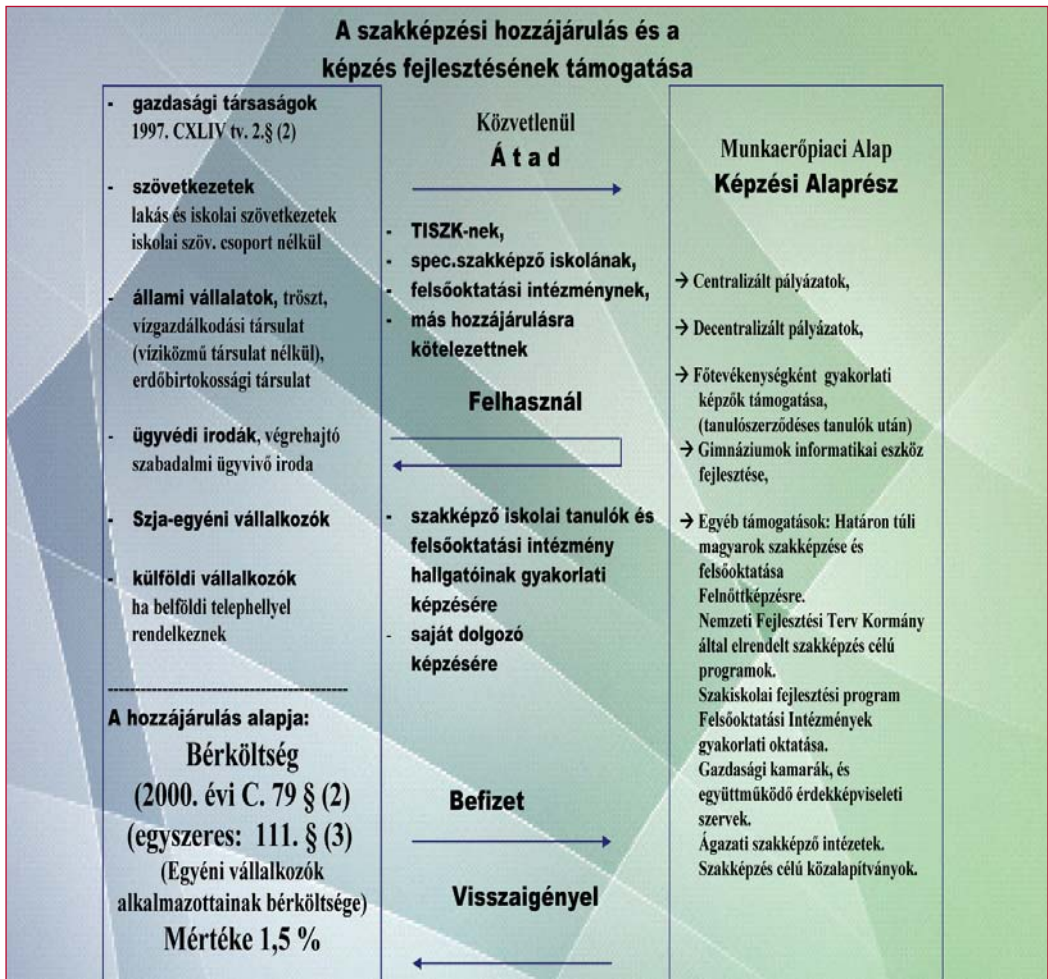 A szakképzési hozzájárulás és a
képzés fejlesztésének támogatása
- gazdasági társaságok
1997. CXLIV tv. 2.§ (2)
- szövetkezetek
lakás és iskolai szövetkezetek
iskolai szöv. csoport nélkül
- állami vállalatok, tröszt,
vízgazdálkodási társulat
(víziközmű társulat nélkül),
erdőbirtokossági társulat
- ügyvédi irodák, végrehajtó
szabadalmi ügyvivő iroda
- Szja-egyéni vállalkozók
- külföldi vállalkozók
ha belföldi telephellyel
rendelkeznek
----------------------------------------
A hozzájárulás alapja:
Bérköltség
(2000. évi C. 79 § (2)
(egyszeres: 111. § (3)
(Egyéni vállalkozók
alkalmazottainak bérköltsége)
Mértéke 1,5 %
Közvetlenül
Á t a d
- TISZK-nek,
- spec.szakképző iskolának,
- felsőoktatási intézménynek,
- más hozzájárulásra
kötelezettnek
Felhasznál
- szakképző iskolai tanulók és
felsőoktatási intézmény
hallgatóinak gyakorlati
képzésére
- saját dolgozó
képzésére
Befizet
Visszaigényel
Munkaerőpiaci Alap
Képzési Alaprész
→ Centralizált pályázatok,
→ Decentralizált pályázatok,
→ Főtevékenységként gyakorlati
képzők támogatása,
(tanulószerződéses tanulók után)
→ Gimnáziumok informatikai eszköz
fejlesztése,
→ Egyéb támogatások: Határon túli
magyarok szakképzése és
felsőoktatása
Felnőttképzésre.
Nemzeti Fejlesztési Terv Kormány
által elrendelt szakképzés célú
programok.
Szakiskolai fejlesztési program
Felsőoktatási Intézmények
gyakorlati oktatása.
Gazdasági kamarák, és
együttműködő érdekképviseleti
szervek.
Ágazati szakképző intézetek.
Szakképzés célú közalapítványok.